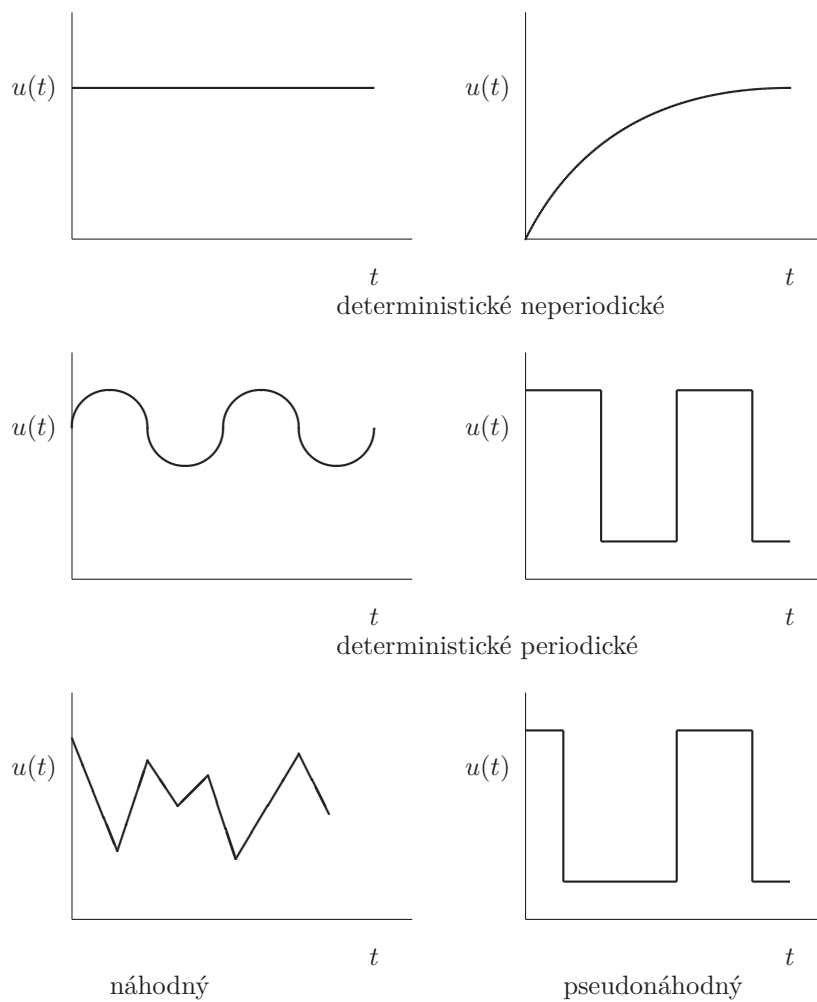 u(t) u(t)
t t
deterministické neperiodické
u(t) u(t)
t t
deterministické periodické
u(t) u(t)
t t
náhodný pseudonáhodný